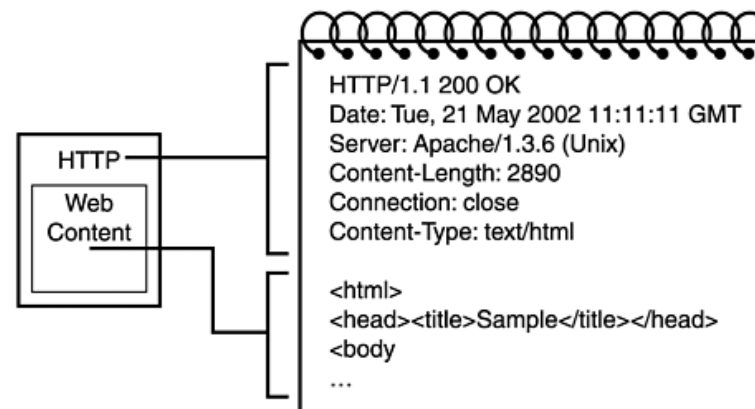 HTTP
Web
Content
HTTP/1.1 200 OK
Date: Tue, 21 May 2002 11:11:11 GMT
Server: Apache/1.3.6 (Unix)
Content-Length: 2890
Connection: close
Content-Type: text/html
<html>
<head><title>Sample</title></head>
<body
...